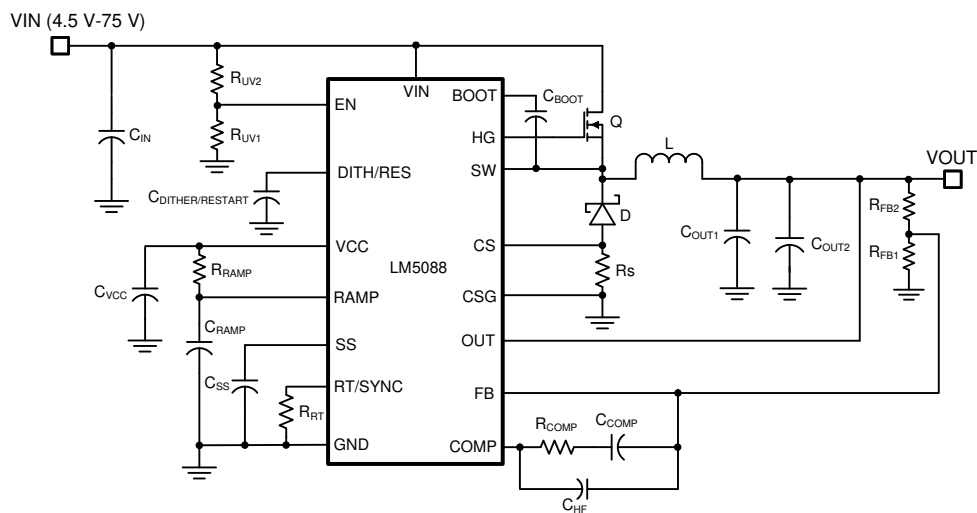 VIN (4.5 V-75 V)
RUV2
RUV1
CIN
VIN
EN
BOOT
CBOOT
HG
Q
SW
L
VOUT
DITH/RES
CDITHER/RESTART
D
RFB2
COUT1
COUT2
RFB1
VCC
CS
LM5088
Rs
RRAMP
CVCC
RAMP
CSG
CRAMP
SS
OUT
CSS
RT/SYNC
FB
RRT
RCOMP
CCOMP
GND
COMP
CHF